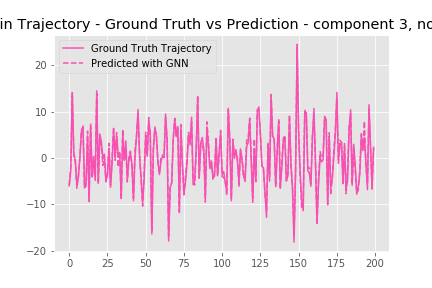 in Trajectory - Ground Truth vs Prediction - component 3, no
Ground Truth Trajectory
Predicted with GNN
20
10
0
−10
−20
0 25 50 75 100 125 150 175 200